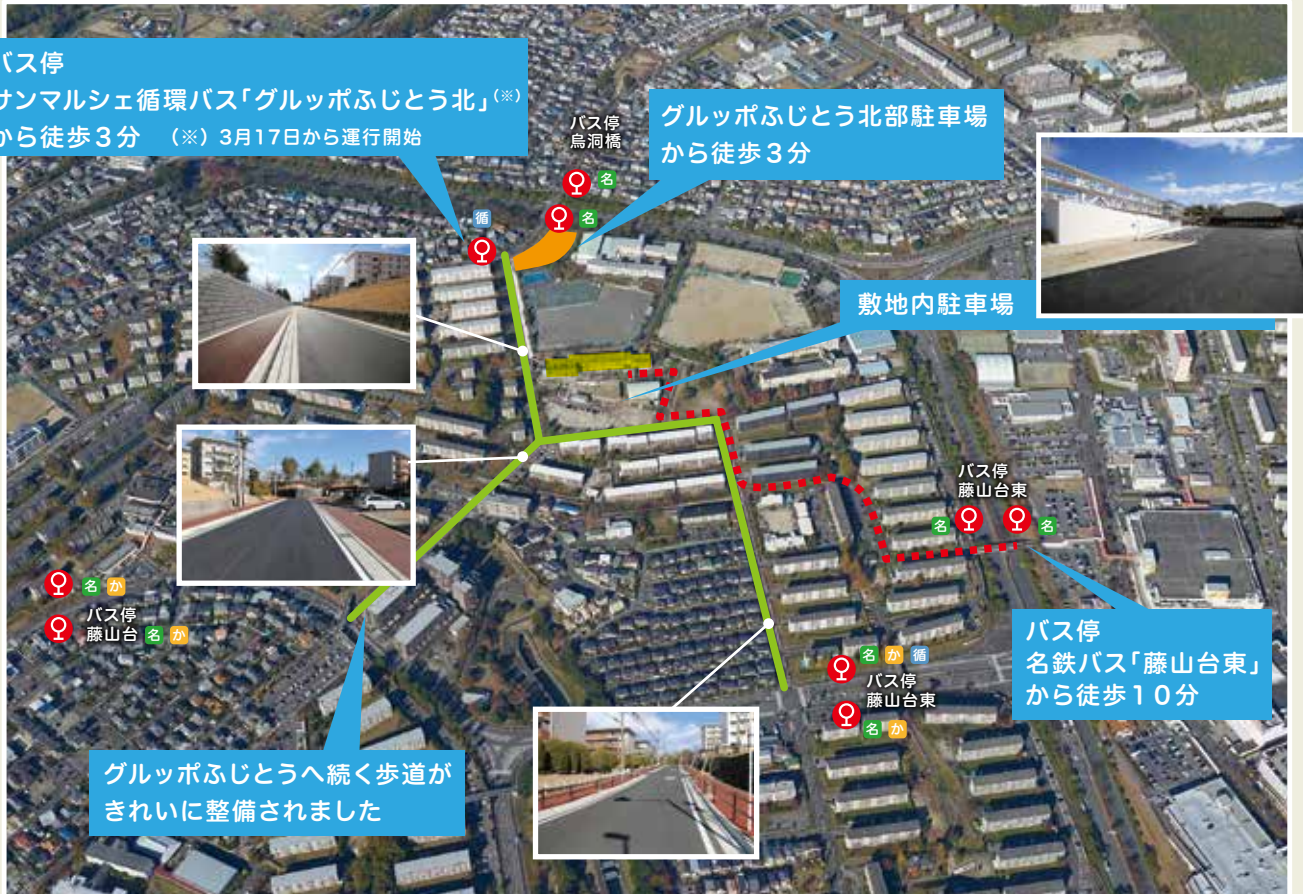 バス停
サンマルシェ循環バス「グルッポふじとう北」(※)
から徒歩3分 (※) 3月17日から運行開始
バス停
烏洞橋
名
名
循
グルッポふじとう北部駐車場
から徒歩3分
敷地内駐車場
バス停
藤山台東
名
名
名 か
バス停
藤山台 名 か
名 か 循
バス停
藤山台東
名 か
バス停
名鉄バス「藤山台東」
から徒歩10分
グルッポふじとうへ続く歩道が
きれいに整備されました